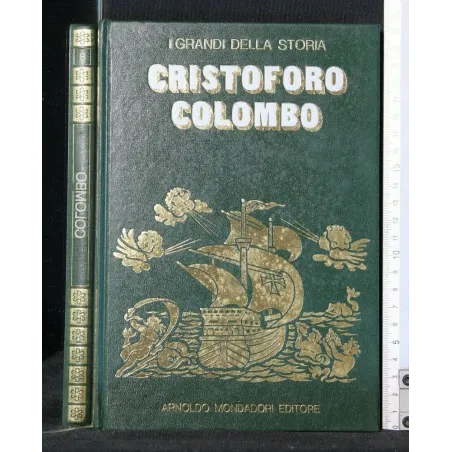 COLOMBO
I GRANDI DELLA STORIA
CRISTOFORO
COLOMBO
ARNOLDO MONDADORI EDITORE